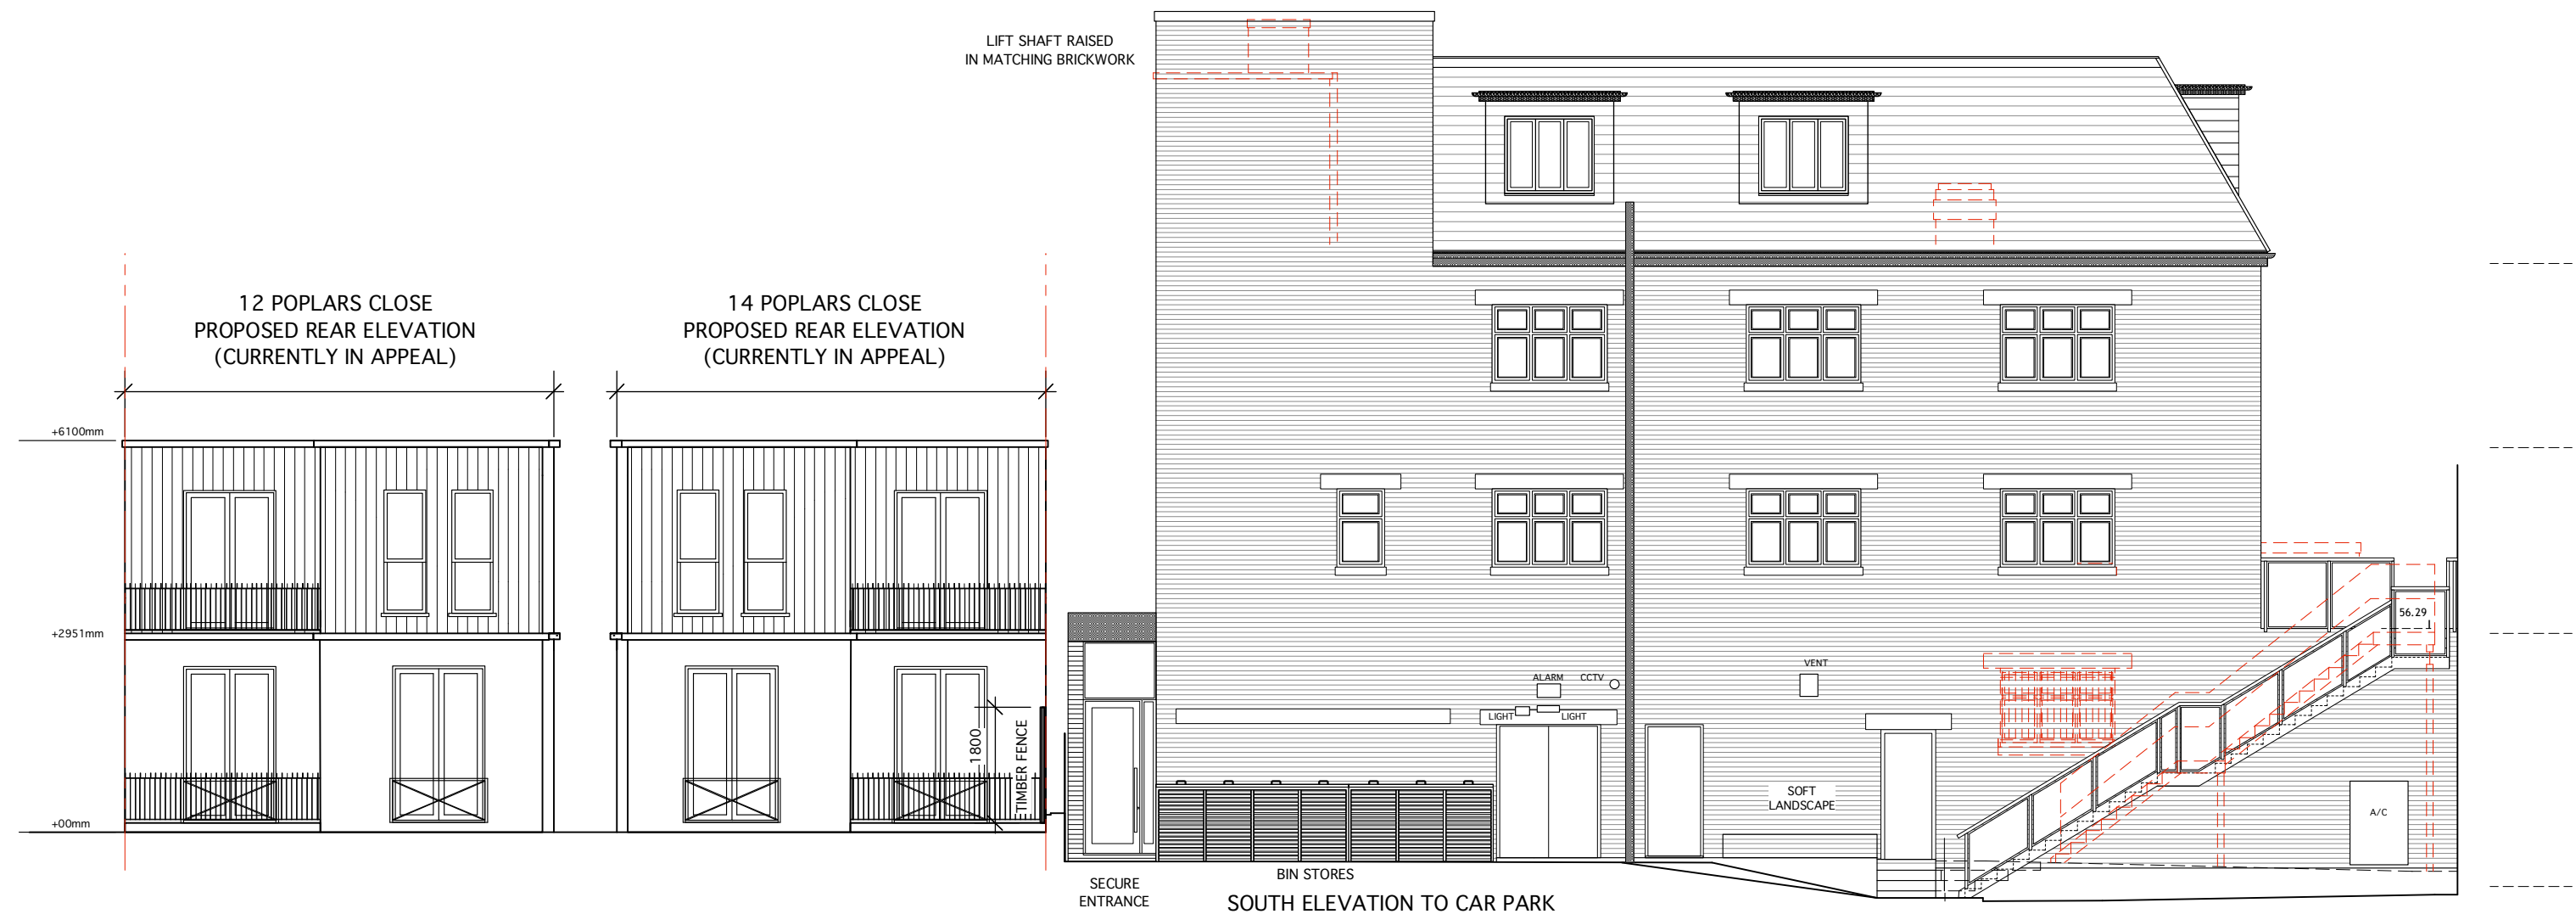 LIFT SHAFT RAISED
IN MATCHING BRICKWORK
12 POPLARS CLOSE
PROPOSED REAR ELEVATION
(CURRENTLY IN APPEAL)
14 POPLARS CLOSE
PROPOSED REAR ELEVATION
(CURRENTLY IN APPEAL)
+6100mm
+2951mm
+00mm
1800
TIMBER FENCE
ALARM
CCTV
LIGHT
LIGHT
VENT
56.29
SOFT
LANDSCAPE
A/C
SECURE
ENTRANCE
BIN STORES
SOUTH ELEVATION TO CAR PARK